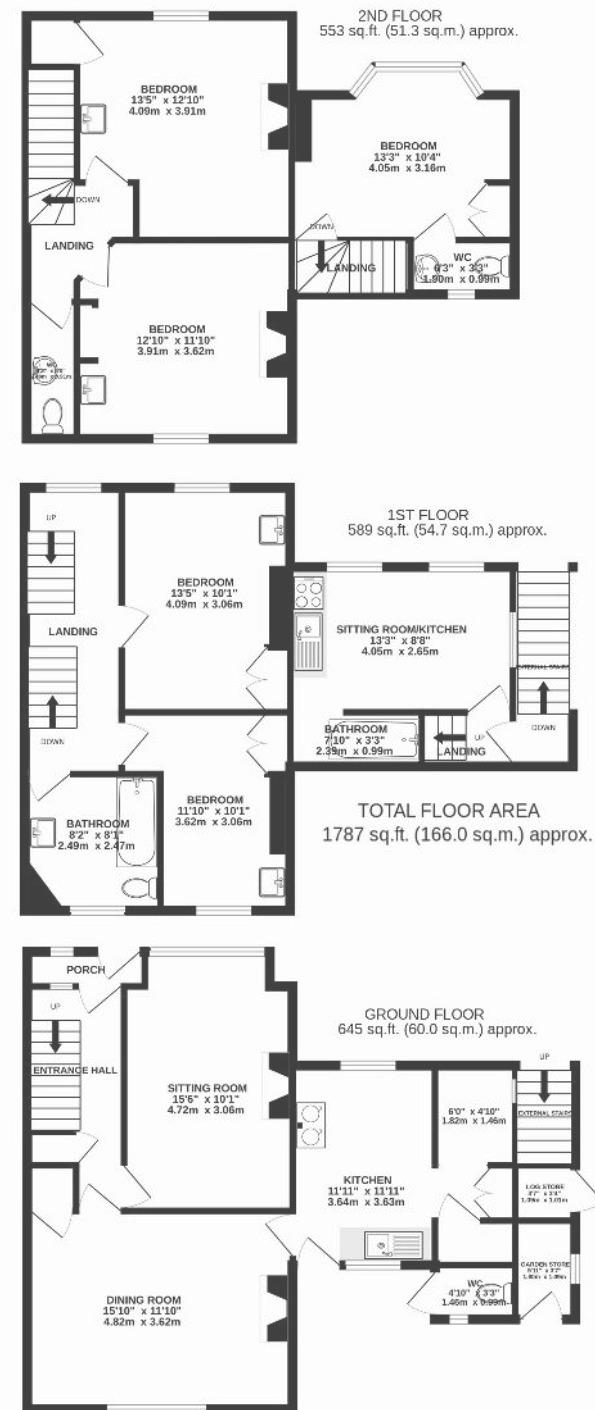 2ND FLOOR
553 sq.ft. (51.3 sq.m.) approx.
BEDROOM
13'5" x 12'10"
4.09m x 3.91m
BEDROOM
13'3" x 10'4"
4.05m x 3.16m
DOWN
LANDING
DOWN
LANDING
WC
6'3" x 3'3"
1.90m x 0.99m
BEDROOM
12'10" x 11'10"
3.91m x 3.62m
WC
1ST FLOOR
589 sq.ft. (54.7 sq.m.) approx.
UP
BEDROOM
13'5" x 10'1"
4.09m x 3.06m
LANDING
SITTING ROOM/KITCHEN
13'3" x 8'8"
4.05m x 2.65m
EXTERNAL STAIRS
DOWN
BATHROOM
7'10" x 3'3"
2.39m x 0.99m
UP
LANDING
DOWN
BEDROOM
11'10" x 10'1"
3.62m x 3.06m
BATHROOM
8'2" x 8'1"
2.49m x 2.47m
TOTAL FLOOR AREA
1787 sq.ft. (166.0 sq.m.) approx.
PORCH
UP
ENTRANCE HALL
SITTING ROOM
15'6" x 10'1"
4.72m x 3.06m
GROUND FLOOR
645 sq.ft. (60.0 sq.m.) approx.
UP
EXTERNAL STAIRS
6'0" x 4'10"
1.82m x 1.46m
KITCHEN
11'11" x 11'11"
3.64m x 3.63m
LOG STORE
3'7" x 3'4"
1.09m x 1.01m
GARDEN STORE
WC
4'10" x 3'3"
1.46m x 0.99m
DINING ROOM
15'10" x 11'10"
4.82m x 3.62m